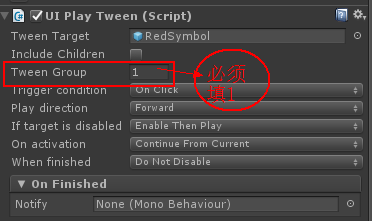 UI Play Tween (Script)
Tween Target RedSymbol
Include Children
Tween Group 1
必须
填1
Trigger condition On Click
Play direction Forward
If target is disabled Enable Then Play
On activation Continue From Current
When finished Do Not Disable
On Finished
Notify None (Mono Behaviour)